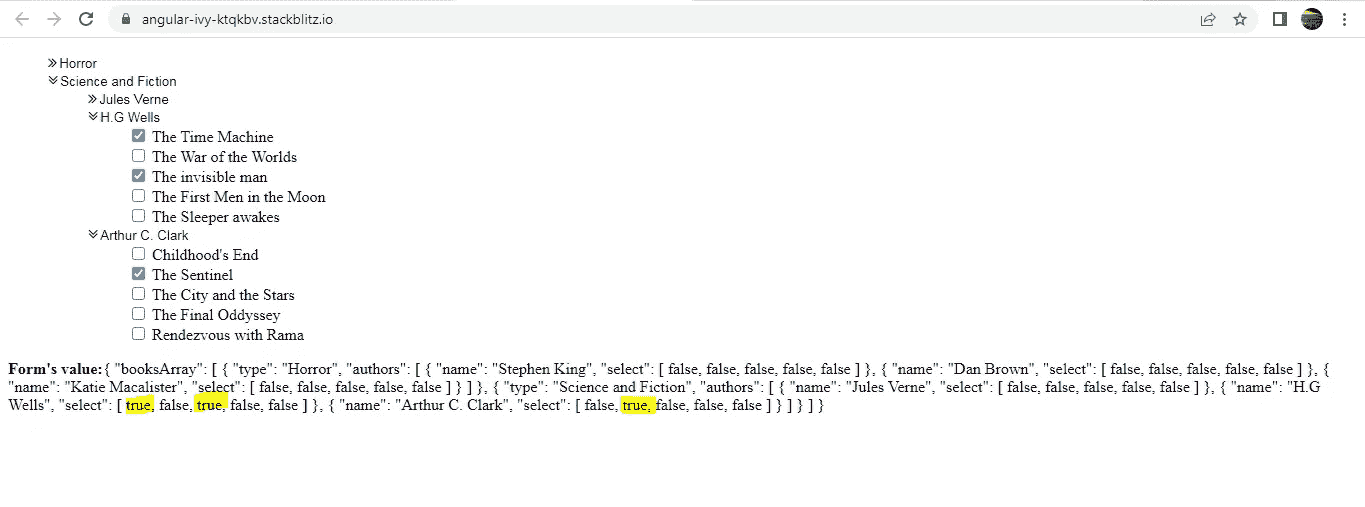 angular-ivy-ktqkbv.stackblitz.io
Horror
Science and Fiction
Jules Verne
H.G Wells
The Time Machine
The War of the Worlds
The invisible man
The First Men in the Moon
The Sleeper awakes
Arthur C. Clark
Childhood's End
The Sentinel
The City and the Stars
The Final Oddyssey
Rendezvous with Rama
Form's value:{ "booksArray": [ { "type": "Horror", "authors": [ { "name": "Stephen King", "select": [ false, false, false, false, false ] }, { "name": "Dan Brown", "select": [ false, false, false, false, false ] }, {
"name": "Katie Macalister", "select": [ false, false, false, false, false ] } ] }, { "type": "Science and Fiction", "authors": [ { "name": "Jules Verne", "select": [ false, false, false, false, false ] }, { "name": "H.G
Wells", "select": [ true, false, true, false, false ] }, { "name": "Arthur C. Clark", "select": [ false, true, false, false, false ] } ] } ] }